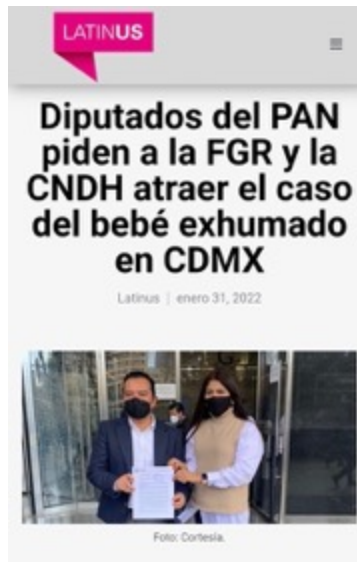 LATINUS
Diputados del PAN
piden a la FGR y la
CNDH atraer el caso
del bebé exhumado
en CDMX
Latinus | enero 31, 2022
Foto: Cortesía.